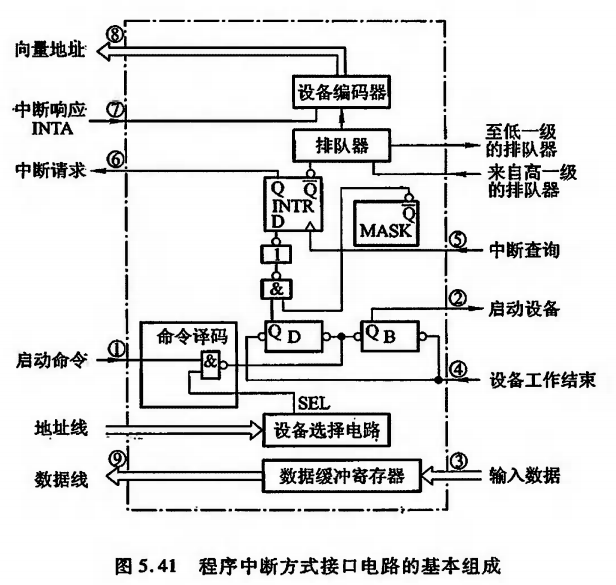 ⑧
向量地址
设备编码器
中断响应
INTA
⑦
排队器
至低一级
的排队器
中断请求
⑥
来自高一级
的排队器
Q Q̅
INTR
D
Q̅
MASK
1
⑤
中断查询
&
②
启动设备
命令译码
Q D
Q B
启动命令
①
&
④
设备工作结束
SEL
地址线
设备选择电路
⑨
数据线
数据缓冲寄存器
③
输入数据
图 5.41 程序中断方式接口电路的基本组成